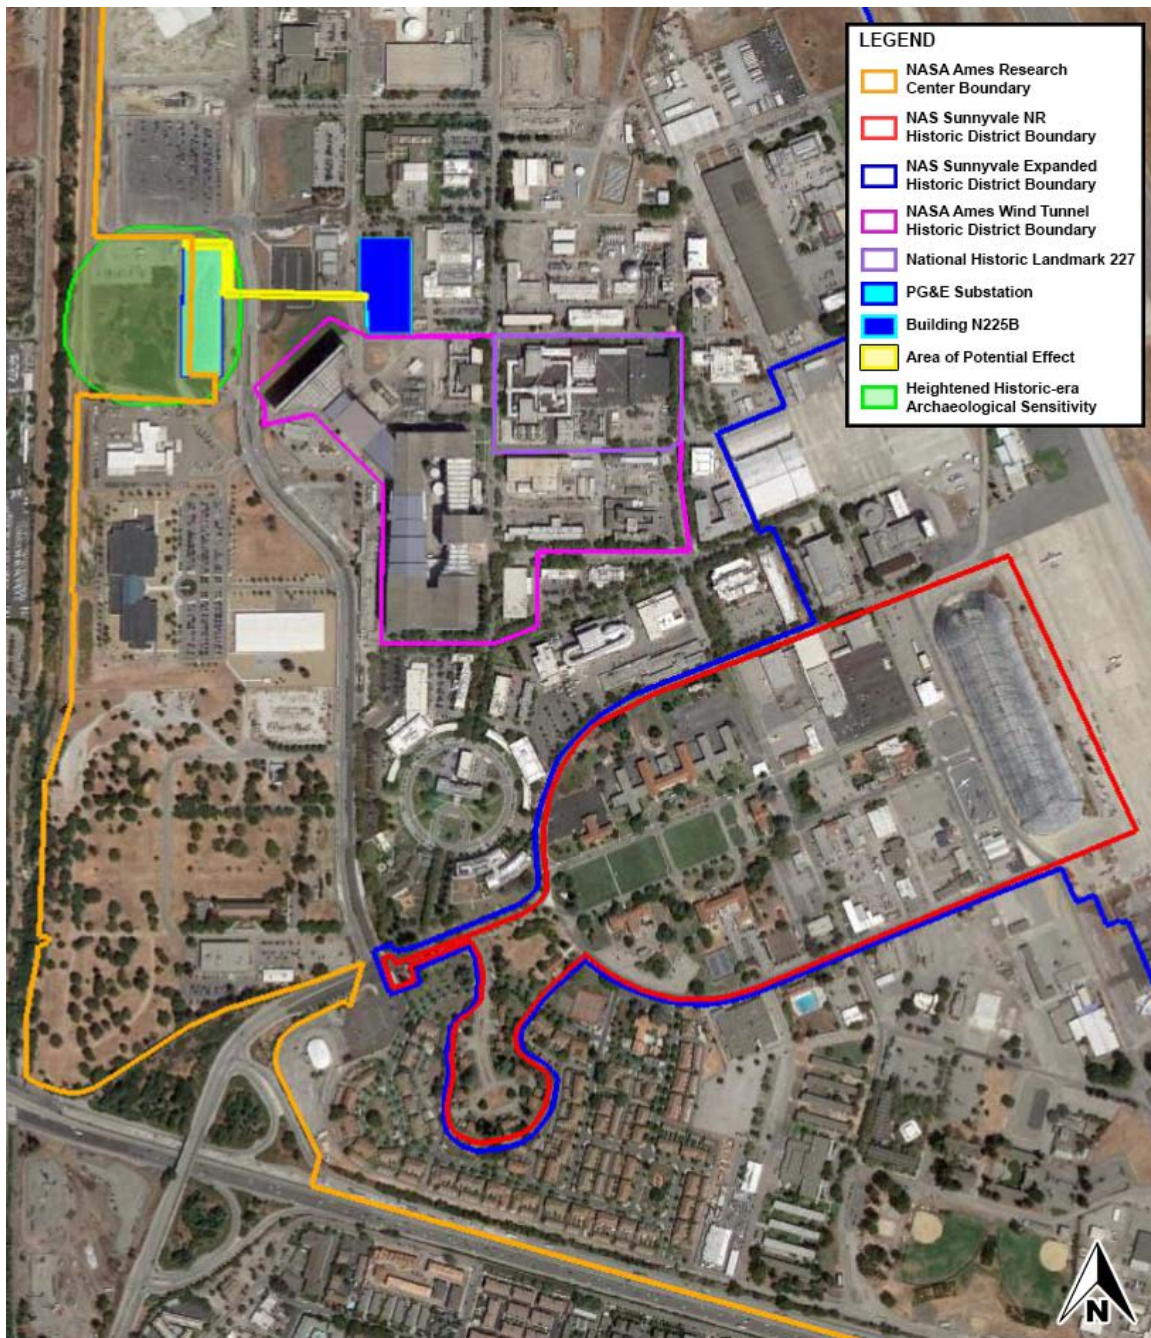 LEGEND
NASA Ames Research
Center Boundary
NAS Sunnyvale NR
Historic District Boundary
NAS Sunnyvale Expanded
Historic District Boundary
NASA Ames Wind Tunnel
Historic District Boundary
National Historic Landmark 227
PG&E Substation
Building N225B
Area of Potential Effect
Heightened Historic-era
Archaeological Sensitivity
N